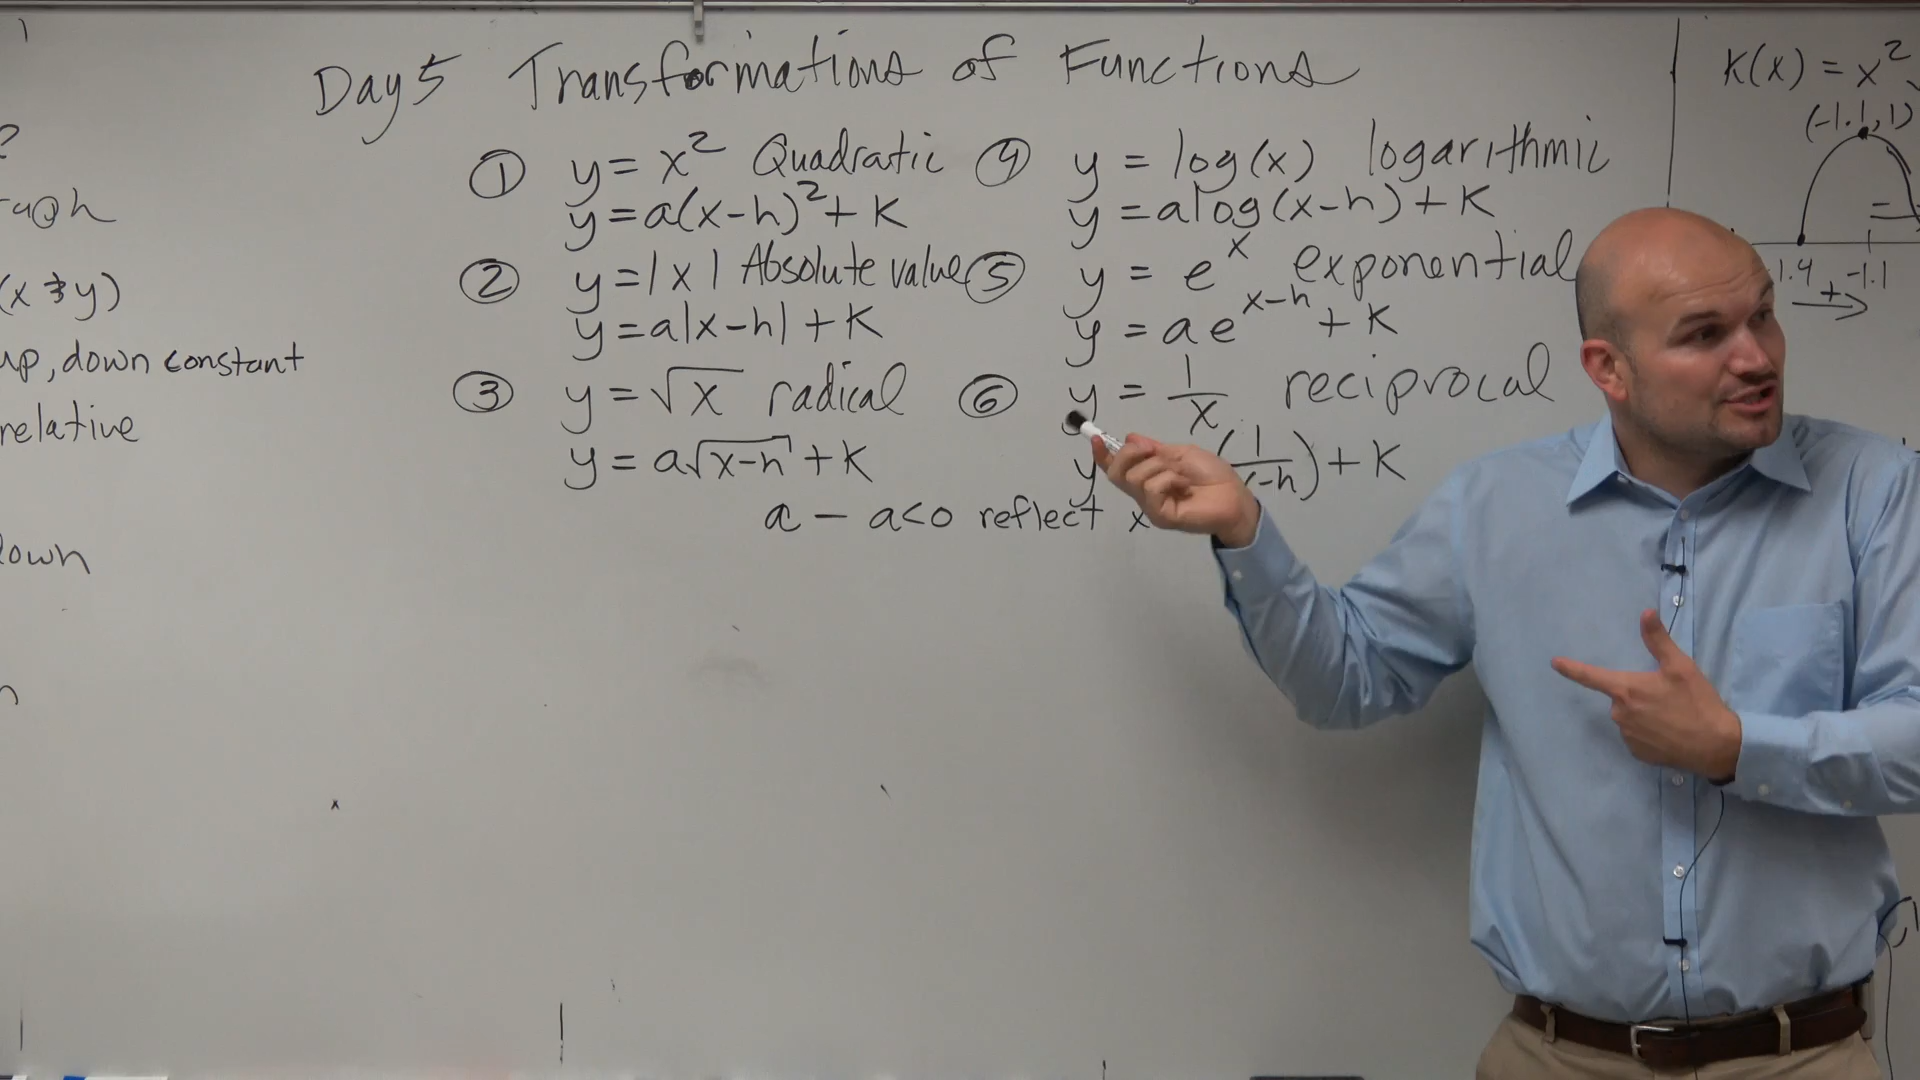 Day 5 Transformations of Functions
① y = x² Quadratic
y = a(x-h)² + K
② y = |x| Absolute value
y = a|x-h| + K
③ y = √x radical
y = a√x-h + K
④ y = log(x) logarithmic
y = a log(x-h) + K
⑤ y = e^x exponential
y = a e^x-h + K
⑥ y = 1/x reciprocal
y (1/-h) + K
a - a<0 reflect x
(x & y)
up, down constant
relative
down
K(x) = x²
(-1.1, 1)
-1.4 -1.1
+